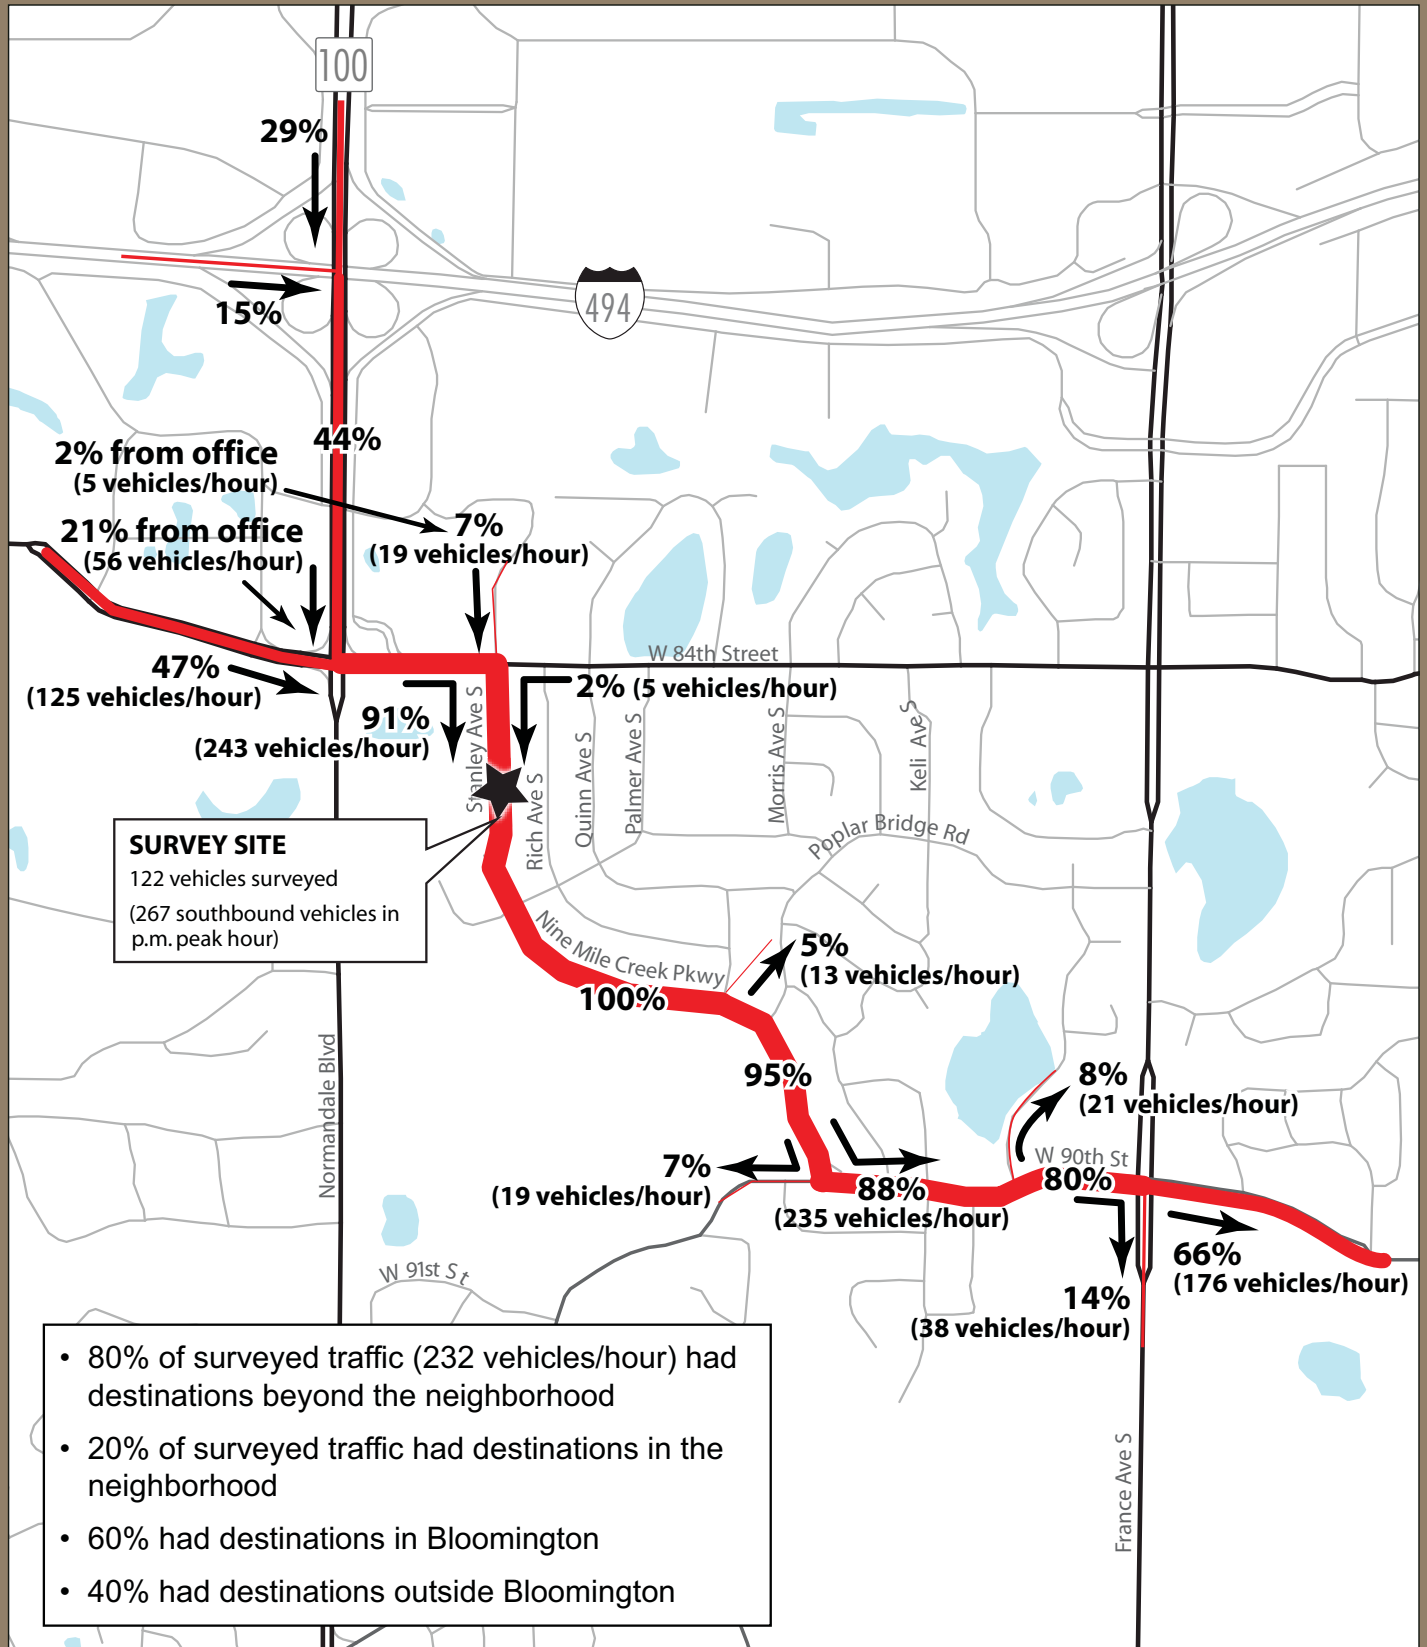 100
29%
15%
494
44%
2% from office
(5 vehicles/hour)
21% from office
(56 vehicles/hour)
7%
(19 vehicles/hour)
W 84th Street
47%
(125 vehicles/hour)
2% (5 vehicles/hour)
91%
(243 vehicles/hour)
Stanley Ave S
Rich Ave S
Quinn Ave S
Palmer Ave S
Morris Ave S
Keli Ave S
Poplar Bridge Rd
SURVEY SITE
122 vehicles surveyed
(267 southbound vehicles in
p.m. peak hour)
Nine Mile Creek Pkwy
5%
(13 vehicles/hour)
100%
95%
Normandale Blvd
8%
(21 vehicles/hour)
W 90th St
7%
(19 vehicles/hour)
88%
(235 vehicles/hour)
80%
66%
(176 vehicles/hour)
14%
(38 vehicles/hour)
W 91st St
France Ave S
• 80% of surveyed traffic (232 vehicles/hour) had
destinations beyond the neighborhood
• 20% of surveyed traffic had destinations in the
neighborhood
• 60% had destinations in Bloomington
• 40% had destinations outside Bloomington